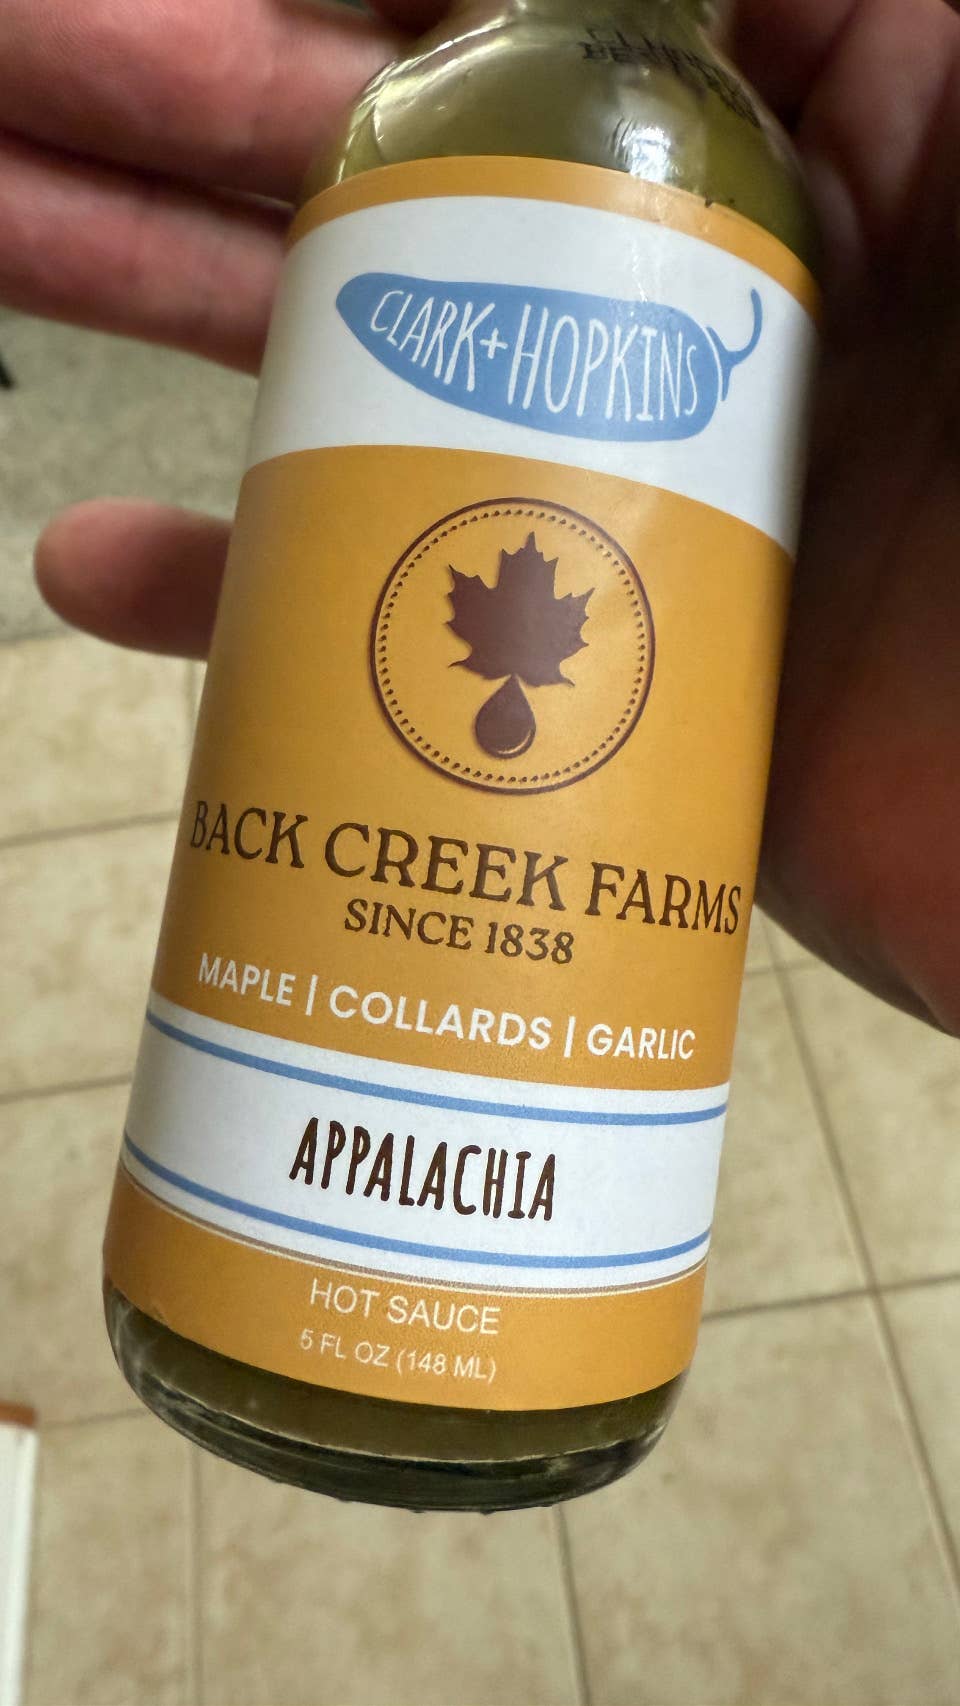 CLARK+HOPKINS
BACK CREEK FARMS
SINCE 1838
MAPLE | COLLARDS | GARLIC
APPALACHIA
HOT SAUCE
5 FL OZ (148 ML)